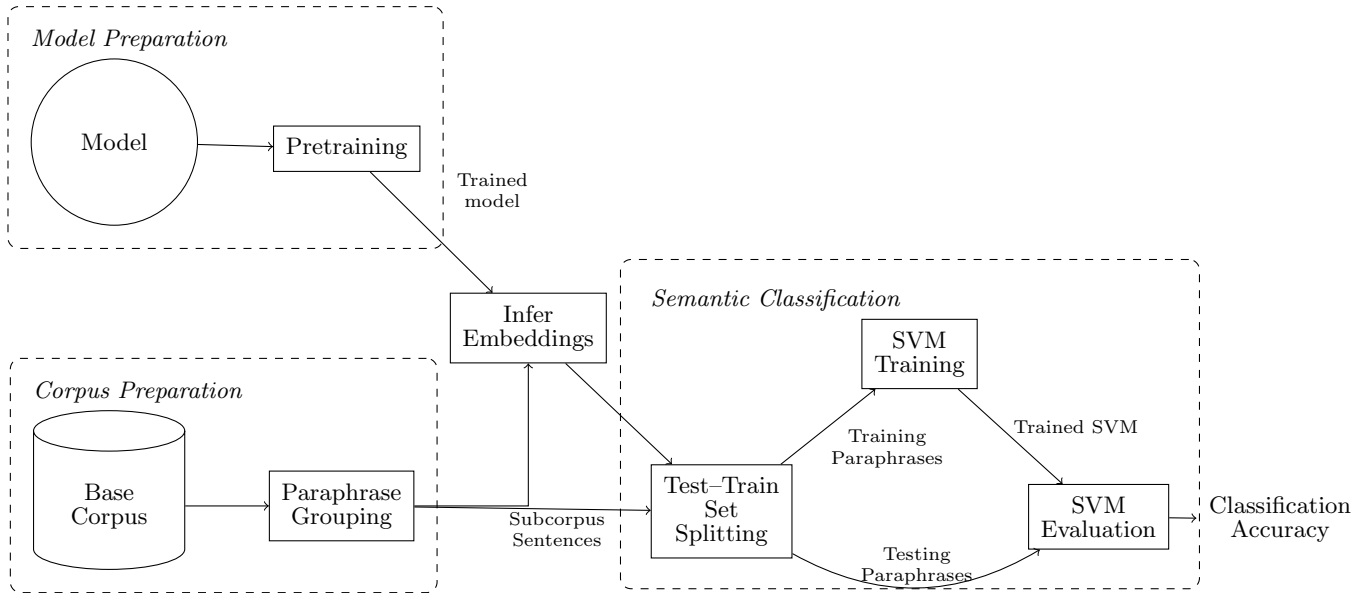 Model Preparation
Model
Pretraining
Trained
model
Infer
Embeddings
Corpus Preparation
Base
Corpus
Paraphrase
Grouping
Subcorpus
Sentences
Semantic Classification
SVM
Training
Training
Paraphrases
Trained SVM
Test–Train
Set
Splitting
Testing
Paraphrases
SVM
Evaluation
Classification
Accuracy